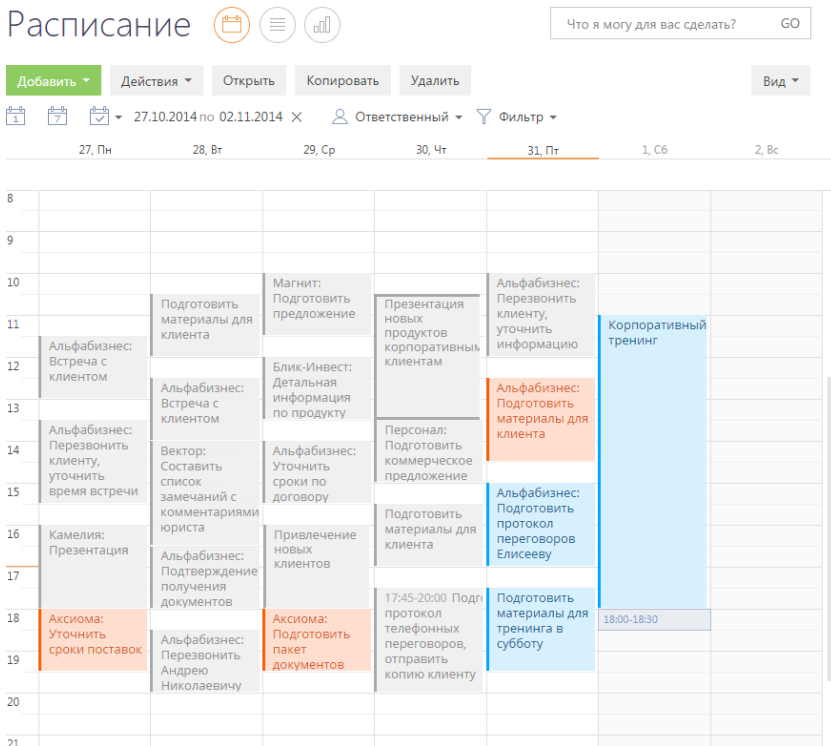 Расписание
Что я могу для вас сделать? GO
Добавить Действия Открыть Копировать Удалить Вид
1 7 27.10.2014 по 02.11.2014 Ответственный Фильтр
27, Пн 28, Вт 29, Ср 30, Чт 31, Пт 1, Сб 2, Вс
8
9
10
11
12
13
14
15
16
17
18
19
20
21
Альфабизнес:
Встреча с
клиентом
Альфабизнес:
Перезвонить
клиенту,
уточнить
время встречи
Камелия:
Презентация
Аксиома:
Уточнить
сроки поставок
Подготовить
материалы для
клиента
Альфабизнес:
Встреча с
клиентом
Вектор:
Составить
список
замечаний с
комментариями
юриста
Альфабизнес:
Подтверждение
получения
документов
Альфабизнес:
Перезвонить
Андрею
Николаевичу
Магнит:
Подготовить
предложение
Блик-Инвест:
Детальная
информация
по продукту
Альфабизнес:
Уточнить
сроки по
договору
Привлечение
новых
клиентов
Аксиома:
Подготовить
пакет
документов
Презентация
новых
продуктов
корпоративным
клиентам
Персонал:
Подготовить
коммерческое
предложение
Подготовить
материалы для
клиента
17:45-20:00
протокол
телефонных
переговоров,
отправить
копию клиенту
Альфабизнес:
Перезвонить
клиенту,
уточнить
информацию
Альфабизнес:
Подготовить
материалы для
клиента
Альфабизнес:
Подготовить
протокол
переговоров
Елисееву
Подготовить
материалы для
тренинга в
субботу
Корпоративный
тренинг
18:00-18:30